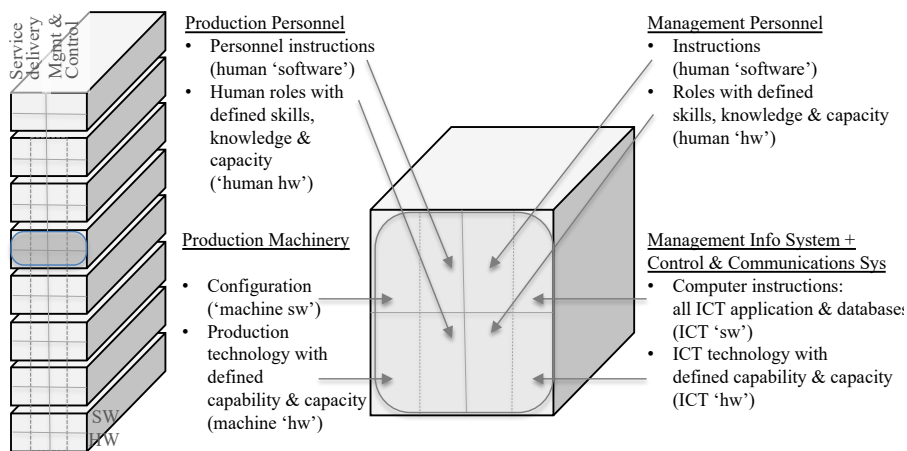 Service
delivery
Mgmt &
Control
SW
HW
Production Personnel
• Personnel instructions
(human ‘software’)
• Human roles with
defined skills,
knowledge &
capacity
(‘human hw’)
Production Machinery
• Configuration
(‘machine sw’)
• Production
technology with
defined
capability & capacity
(machine ‘hw’)
Management Personnel
• Instructions
(human ‘software’)
• Roles with defined
skills, knowledge & capacity
(human ‘hw’)
Management Info System +
Control & Communications Sys
• Computer instructions:
all ICT application & databases
(ICT ‘sw’)
• ICT technology with
defined capability & capacity
(ICT ‘hw’)